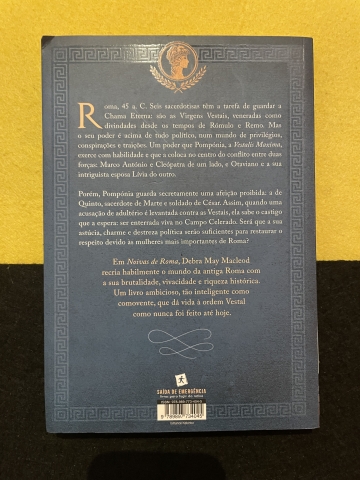 Roma, 45 a. C. Seis sacerdotisas têm a tarefa de guardar a
Chama Eterna: são as Virgens Vestais, veneradas como
divindades desde os tempos de Rómulo e Remo. Mas o
seu poder é acima de tudo político, num mundo de privilégios,
conspirações e traições. Um poder que Pompónia, a Vestalis Maxima,
exerce com habilidade e que a coloca no centro do conflito entre duas
forças: Marco António e Cleópatra de um lado, e Otaviano e a sua
intriguista esposa Lívia do outro.
Porém, Pompónia guarda secretamente uma afeição proibida: a de
Quinto, sacerdote de Marte e soldado de César. Assim, quando uma
acusação de adultério é levantada contra as Vestais, ela sabe o castigo
que a espera: ser enterrada viva no Campo Celerado. Será que a sua
astúcia, charme e destreza política serão suficientes para restaurar o
respeito devido às mulheres mais importantes de Roma?
Em Noivas de Roma, Debra May Macleod
recria habilmente o mundo da antiga Roma com
a sua brutalidade, vivacidade e riqueza histórica.
Um livro ambicioso, tão inteligente como
comovente, que dá vida à ordem Vestal
como nunca foi feito até hoje.
SAÍDA DE EMERGÊNCIA